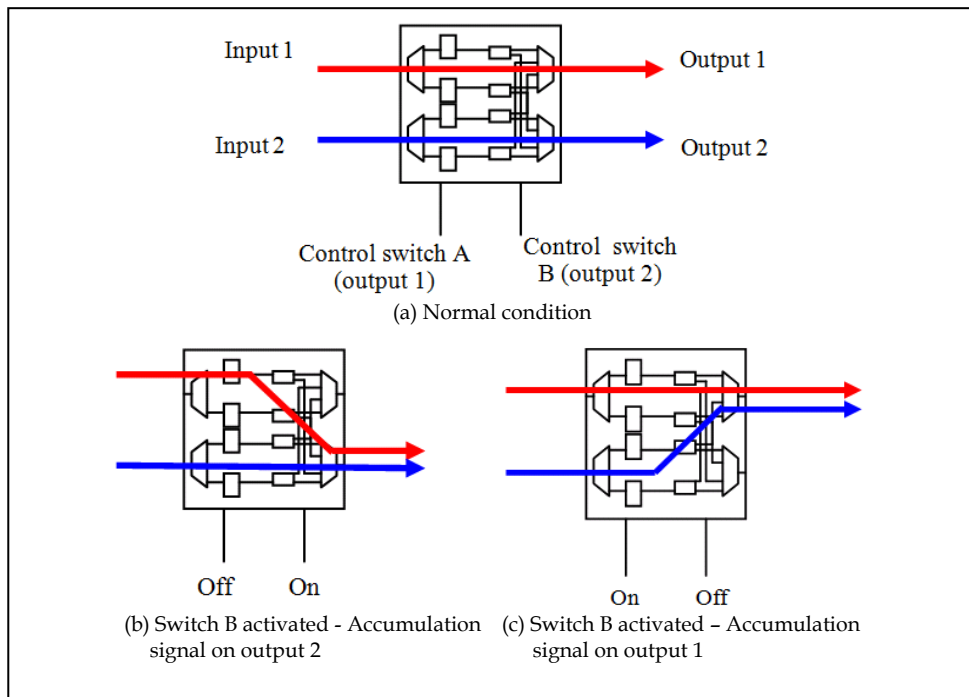 Input 1
Output 1
Input 2
Output 2
Control switch A
(output 1)
Control switch
B (output 2)
(a) Normal condition
Off
On
On
Off
(b) Switch B activated - Accumulation
signal on output 2
(c) Switch B activated – Accumulation
signal on output 1